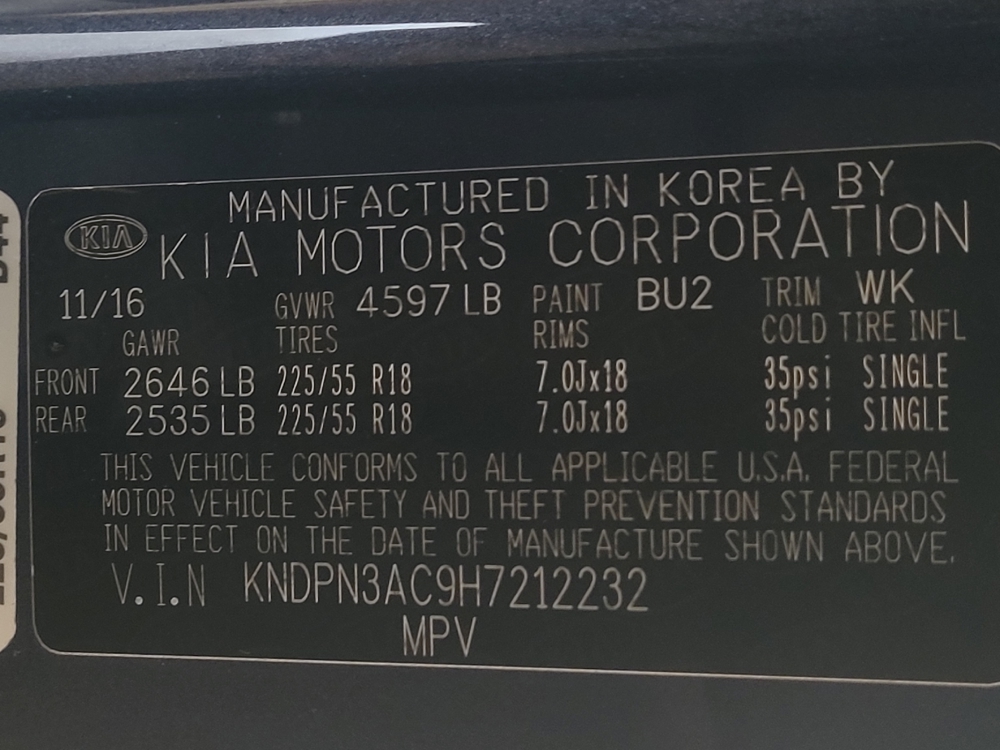 MANUFACTURED IN KOREA BY
KIA KIA MOTORS CORPORATION
11/16 GVWR 4597 LB PAINT BU2 TRIM WK
GAWR TIRES RIMS COLD TIRE INFL
FRONT 2646 LB 225/55 R18 7.0Jx18 35psi SINGLE
REAR 2535 LB 225/55 R18 7.0Jx18 35psi SINGLE
THIS VEHICLE CONFORMS TO ALL APPLICABLE U.S.A. FEDERAL
MOTOR VEHICLE SAFETY AND THEFT PREVENTION STANDARDS
IN EFFECT ON THE DATE OF MANUFACTURE SHOWN ABOVE.
V.I.N KNDPN3AC9H7212232
MPV